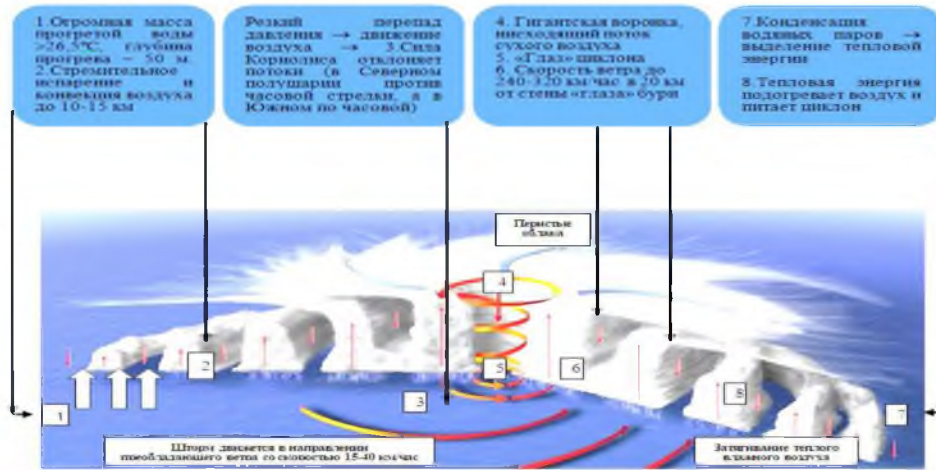 1.Огромная масса
прогретой воды
>26,5°С, глубина
прогрева ~ 50 м.
2.Стремительное
испарение и
конвекция воздуха
до 10-15 км
Резкий перепад
давления → движение
воздуха → 3.Сила
Кориолиса отклоняет
потоки (в Северном
полушарии против
часовой стрелки, а в
Южном по часовой)
4. Гигантская воронка,
нисходящий поток
сухого воздуха
5. «Глаз» циклона
6. Скорость ветра до
240-320 км/час в 20 км
от стены «глаза» бури
7.Конденсация
водяных паров →
выделение тепловой
энергии
8.Тепловая энергия
подогревает воздух и
питает циклон
Перистые
облака
4
2
5
6
3
8
1
7
Шторм движется в направлении
преобладающего ветра со скоростью 15-40 км/час
Затягивание теплого
влажного воздуха